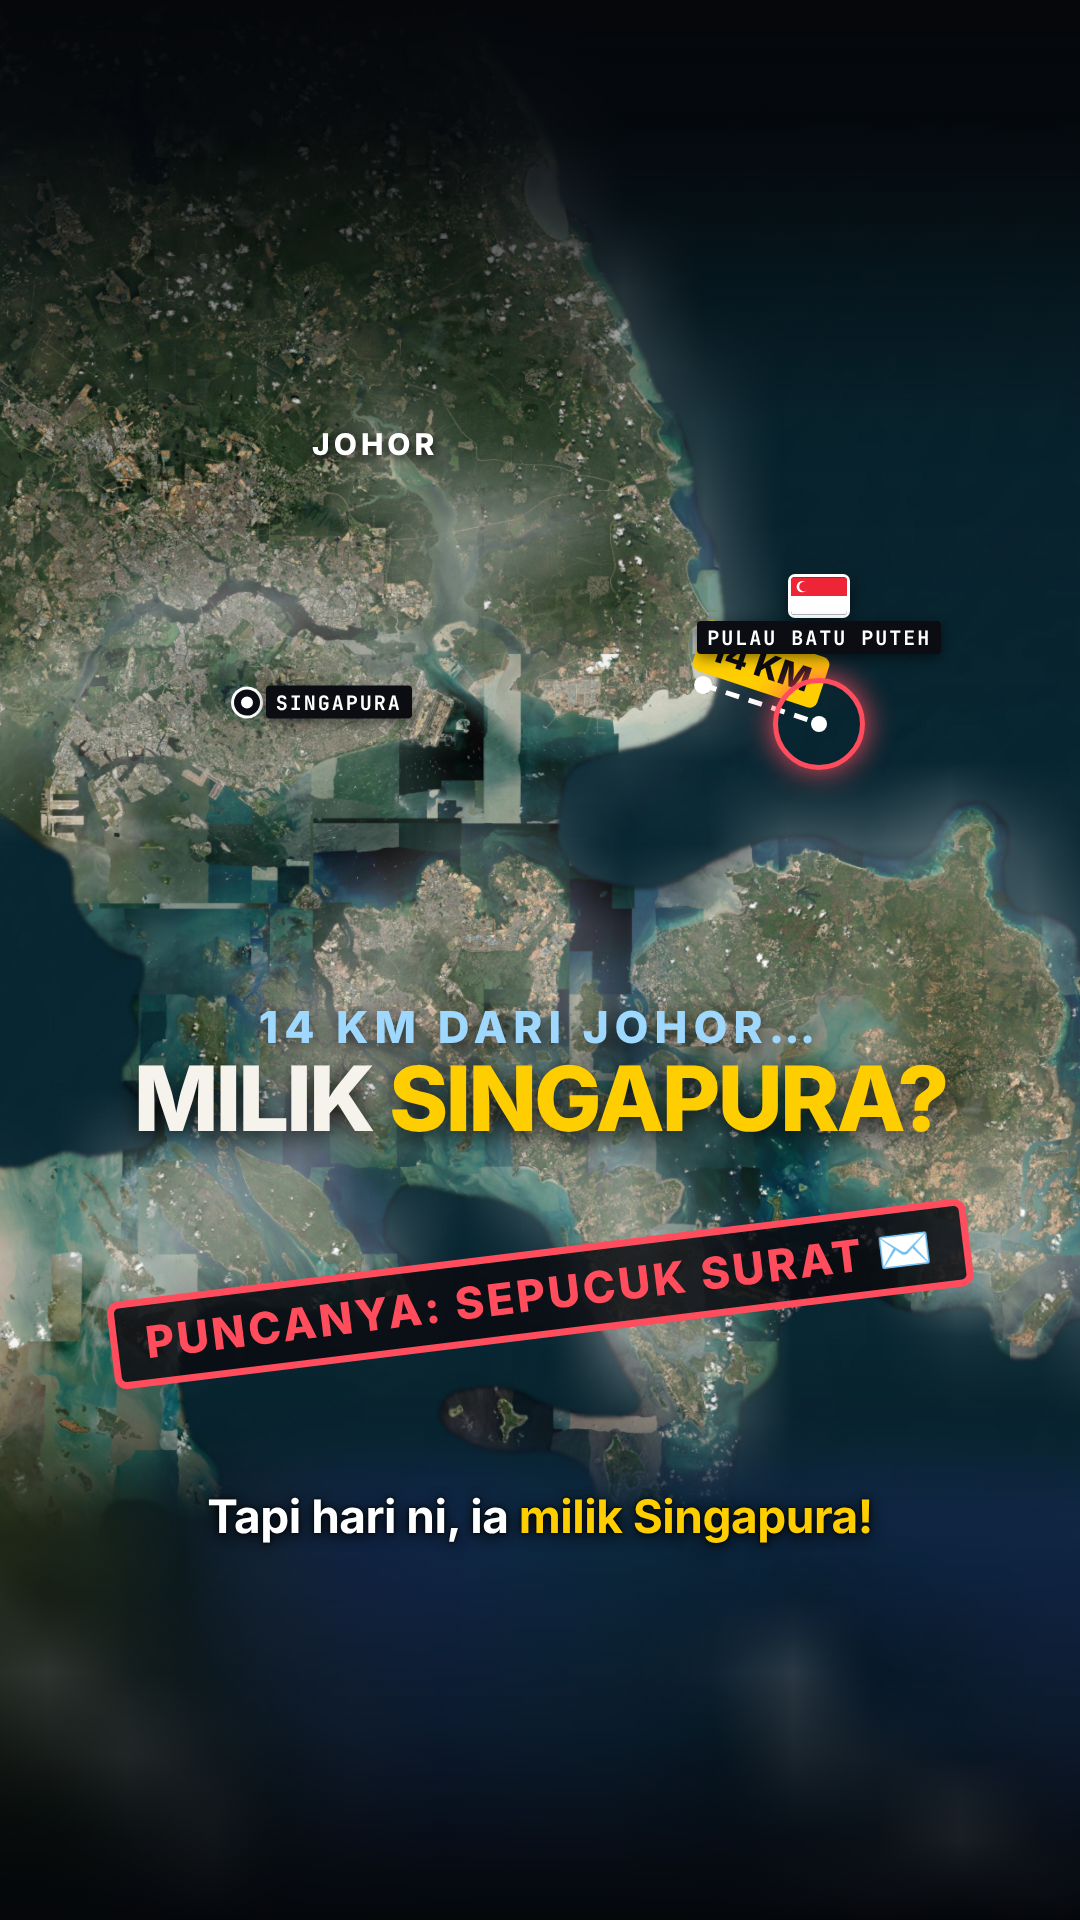 JOHOR
PULAU BATU PUTEH
14 KM
SINGAPURA
14 KM DARI JOHOR...
MILIK SINGAPURA?
PUNCANYA: SEPUCUK SURAT ✉️
Tapi hari ni, ia milik Singapura!